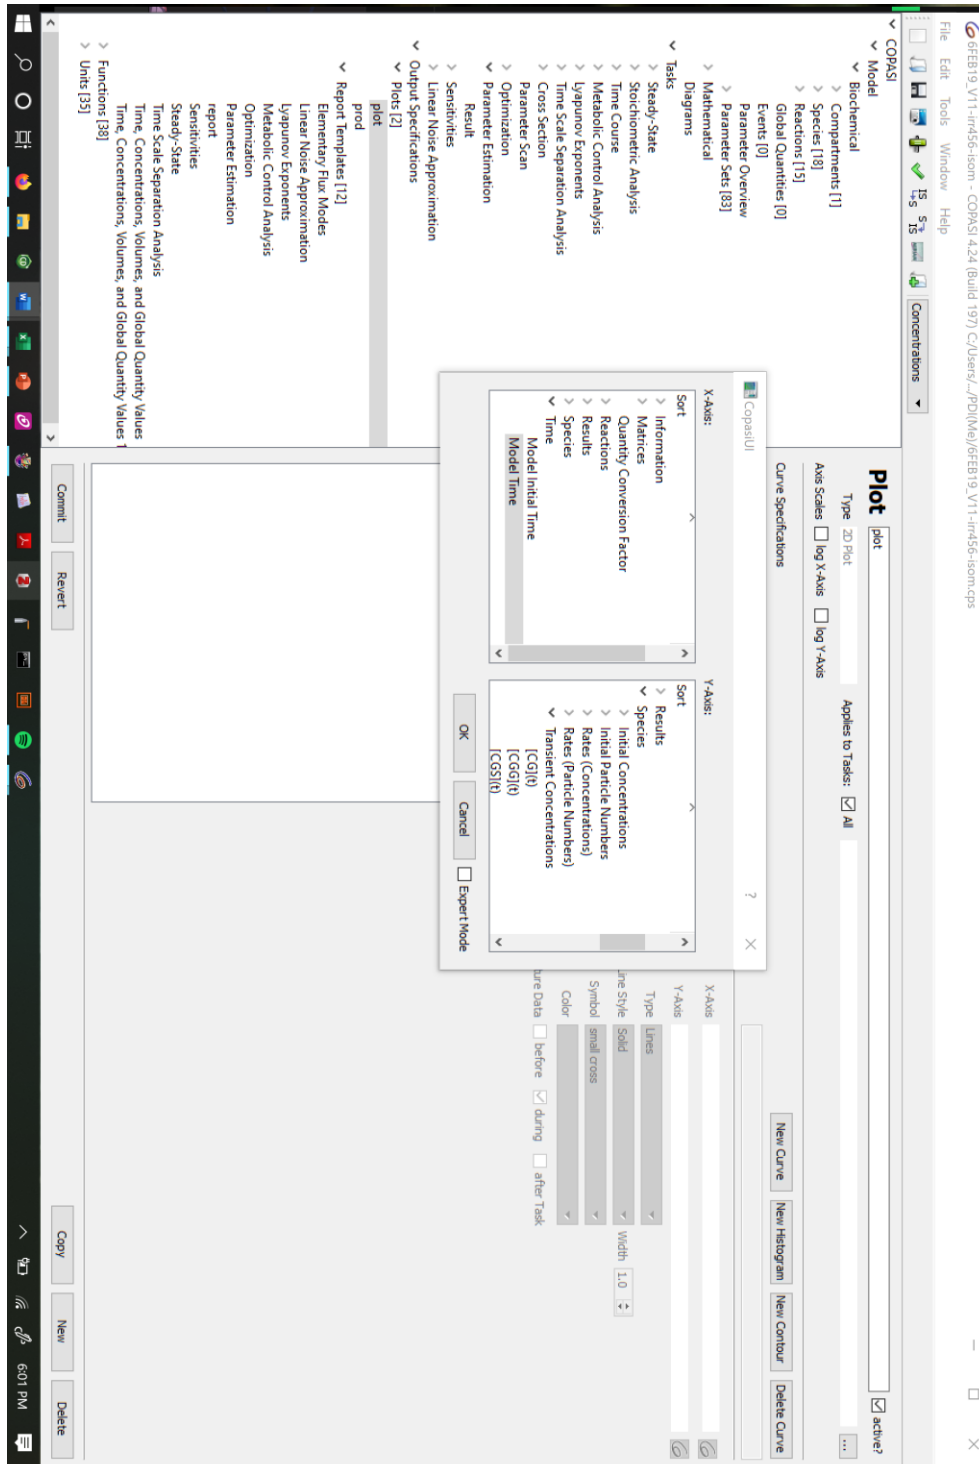 6FEB19_V11-irr456-isom - COPASI 4.24 (Build 197) C:/Users/.../PDI(Me)/6FEB19_V11-irr456-isom.cps
File Edit Tools Window Help
Concentrations
COPASI
Model
Biochemical
Compartments [1]
Species [18]
Reactions [15]
Global Quantities [0]
Events [0]
Parameter Overview
Parameter Sets [83]
Mathematical
Diagrams
Tasks
Steady-State
Stoichiometric Analysis
Time Course
Metabolic Control Analysis
Lyapunov Exponents
Time Scale Separation Analysis
Cross Section
Parameter Scan
Optimization
Parameter Estimation
Result
Sensitivities
Linear Noise Approximation
Output Specifications
Plots [2]
plot
prod
Report Templates [12]
Elementary Flux Modes
Linear Noise Approximation
Lyapunov Exponents
Metabolic Control Analysis
Optimization
Parameter Estimation
report
Sensitivities
Steady-State
Time Scale Separation Analysis
Time, Concentrations, Volumes, and Global Quantity Values
Time, Concentrations, Volumes, and Global Quantity Values 1
Functions [38]
Units [35]
Plot plot active?
Type 2D Plot Applies to Tasks: All ...
Axis Scales log X-Axis log Y-Axis
Curve Specifications New Curve New Histogram New Contour Delete Curve
CopasiUI ? X
X-Axis:
Sort
Information
Matrices
Quantity Conversion Factor
Reactions
Results
Species
Time
Model Initial Time
Model Time
Y-Axis:
Sort
Results
Species
Initial Concentrations
Initial Particle Numbers
Rates (Concentrations)
Rates (Particle Numbers)
Transient Concentrations
[CG](t)
[CGG](t)
[CGS](t)
OK Cancel Expert Mode
X-Axis
Y-Axis
Type Lines
ine Style Solid Width 1.0
Symbol small cross
Color
ture Data before during after Task
Commit Revert Copy New Delete
6:01 PM